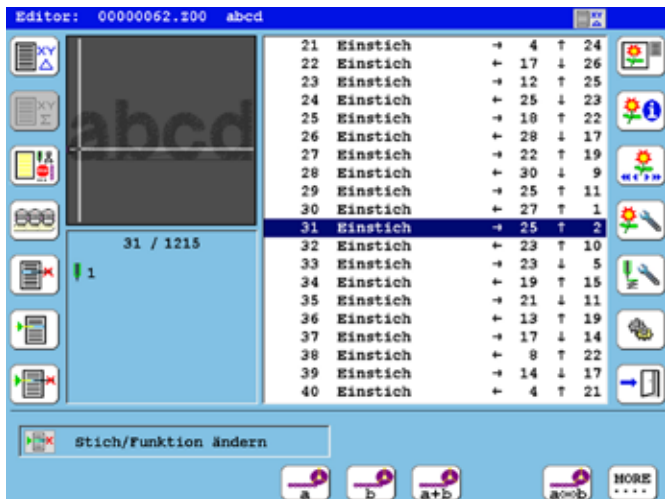 Editor: 00000062.Z00 abcd
21 Einstich → 4 ↑ 24
22 Einstich ← 17 ↓ 26
23 Einstich → 12 ↑ 25
24 Einstich ← 25 ↓ 23
25 Einstich → 18 ↑ 22
26 Einstich ← 28 ↓ 17
27 Einstich → 22 ↑ 19
28 Einstich ← 30 ↓ 9
29 Einstich → 25 ↑ 11
30 Einstich ← 27 ↑ 1
31 Einstich → 25 ↑ 2
32 Einstich ← 23 ↑ 10
33 Einstich → 23 ↓ 5
34 Einstich ← 19 ↑ 15
35 Einstich → 21 ↓ 11
36 Einstich ← 13 ↑ 19
37 Einstich → 17 ↓ 14
38 Einstich ← 8 ↑ 22
39 Einstich → 14 ↓ 17
40 Einstich ← 4 ↑ 21
XY
Δ
XY
Σ
abcd
31 / 1215
1
Stich/Funktion ändern
a
b
a+b
a⇔b
MORE
....